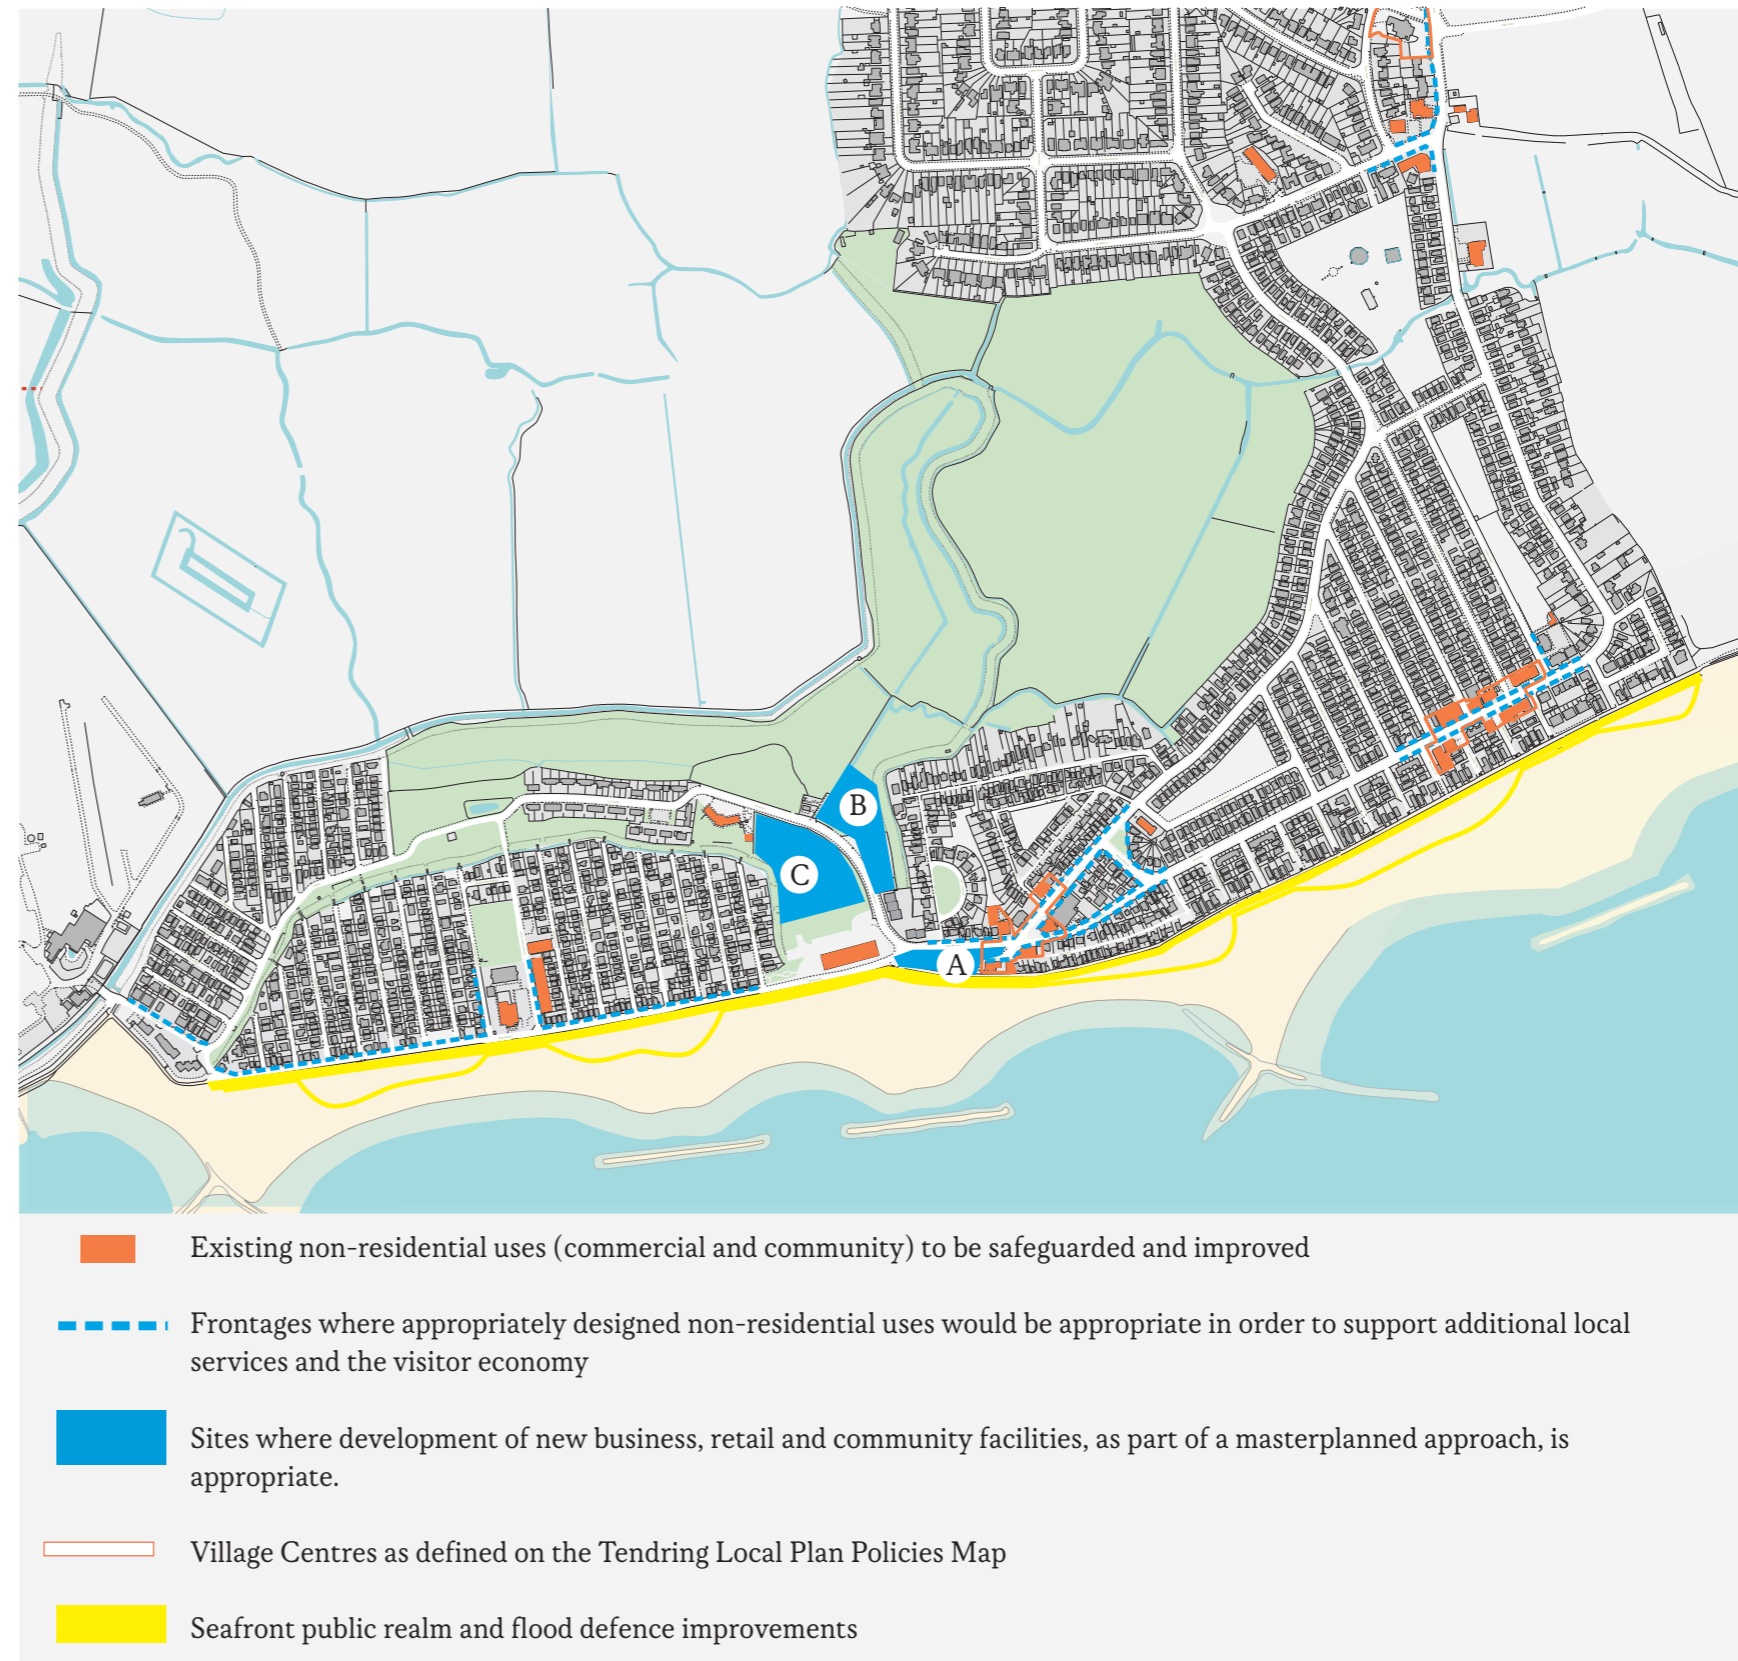 B
C
A
Existing non-residential uses (commercial and community) to be safeguarded and improved
Frontages where appropriately designed non-residential uses would be appropriate in order to support additional local
services and the visitor economy
Sites where development of new business, retail and community facilities, as part of a masterplanned approach, is
appropriate.
Village Centres as defined on the Tendring Local Plan Policies Map
Seafront public realm and flood defence improvements